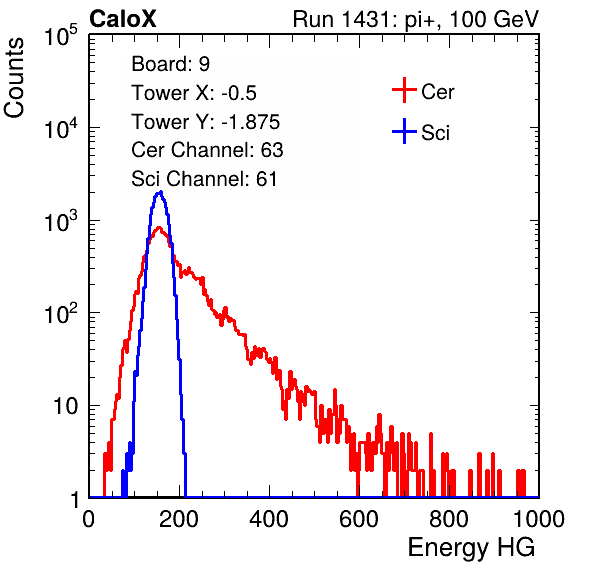 CaloX Run 1431: pi+, 100 GeV
Counts
Board: 9
Tower X: -0.5
Tower Y: -1.875
Cer Channel: 63
Sci Channel: 61
Cer
Sci
10^5
10^4
10^3
10^2
10
1
0 200 400 600 800 1000
Energy HG